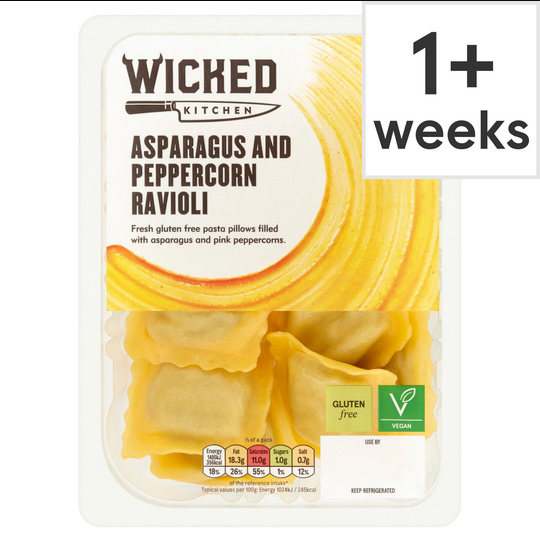 1+
weeks
WICKED
KITCHEN
ASPARAGUS AND
PEPPERCORN
RAVIOLI
Fresh gluten free pasta pillows filled
with asparagus and pink peppercorns.
GLUTEN
free
V
VEGAN
USE BY
KEEP REFRIGERATED
½ of a pack
Energy Fat Saturates Sugars Salt
1485kJ
356kcal 18.3g 11.0g 1.0g 0.7g
18% 26% 55% 1% 12%
of the reference intake*
Typical values per 100g: Energy 1024kJ / 245kcal